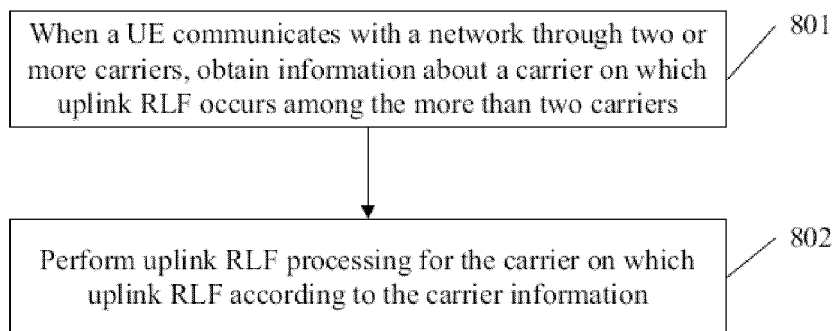 When a UE communicates with a network through two or
more carriers, obtain information about a carrier on which
uplink RLF occurs among the more than two carriers
801
Perform uplink RLF processing for the carrier on which
uplink RLF according to the carrier information
802